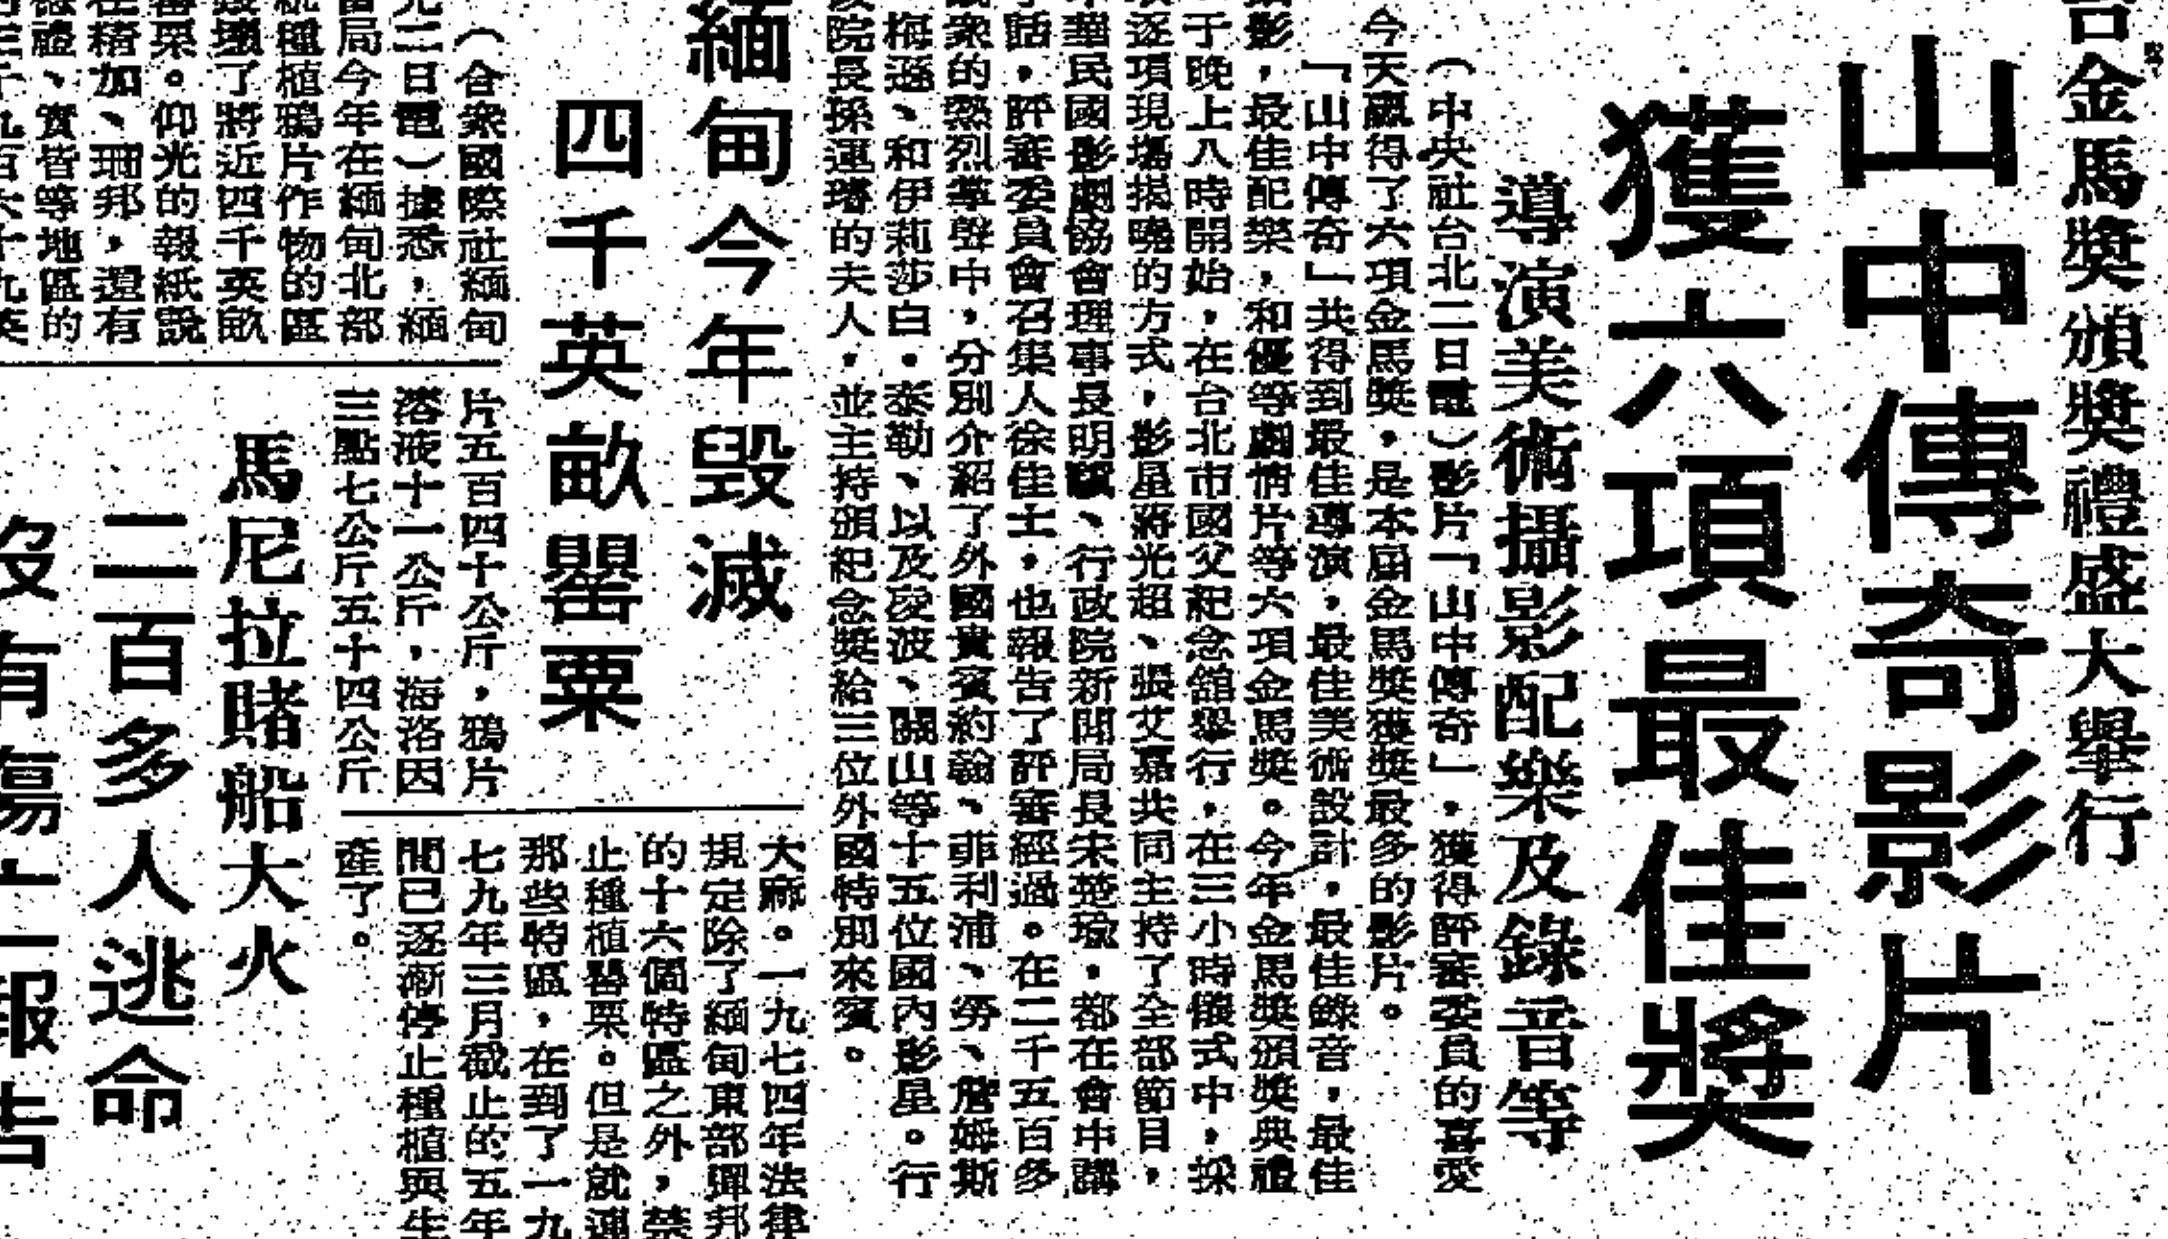 台金馬獎頒獎禮盛大舉行
山中傳奇影片
獲六項最佳獎
導演美術攝影配樂及錄音等
（中央社台北二日電）影片「山中傳奇」，獲得評審委員的喜愛
今天贏得了六項金馬獎，是本屆金馬獎獲獎最多的影片。
「山中傳奇」共得到最佳導演，最佳美術設計，最佳錄音，最佳
攝影，最佳配樂，和優等劇情片等六項金馬獎。今年金馬獎頒獎典禮
于晚上八時開始，在台北市國父紀念館舉行，在三小時儀式中，採
逐項現場揭曉的方式，影星蔣光超、張艾嘉共同主持了全部節目，
華民國影劇協會理事長明驥、行政院新聞局長宋楚瑜，都在會中講
話，評審委員會召集人徐佳士，也報告了評審經過。在二千五百多
眾的熱烈掌聲中，分別介紹了外國貴賓約翰、菲利浦、勞、詹姆斯
梅遜、和伊莉莎白・泰勒、以及凌波、關山等十五位國內影星。行
院長孫運璿的夫人，並主持頒紀念獎給三位外國特別來賓。
緬甸今年毀滅
四千英畝罌粟
（合眾國際社緬甸
二日電）據悉，緬
當局今年在緬甸北部
種植鴉片作物的區
毀壞了將近四千英畝
罌粟。仰光的報紙說
在稽加、珊邦，還有
禮、實皆等地區的
三千九百六十九英
片五百四十公斤，鴉片
溶液十一公斤，海洛因
三點七公斤五十四公斤
大麻。一九七四年法律
規定除了緬甸東部撣邦
的十六個特區之外，禁
止種植罌粟。但是就連
那些特區，在到了一九
七九年三月截止的五年
間已逐漸停止種植與生
產了。
馬尼拉賭船大火
二百多人逃命
沒有傷亡報告